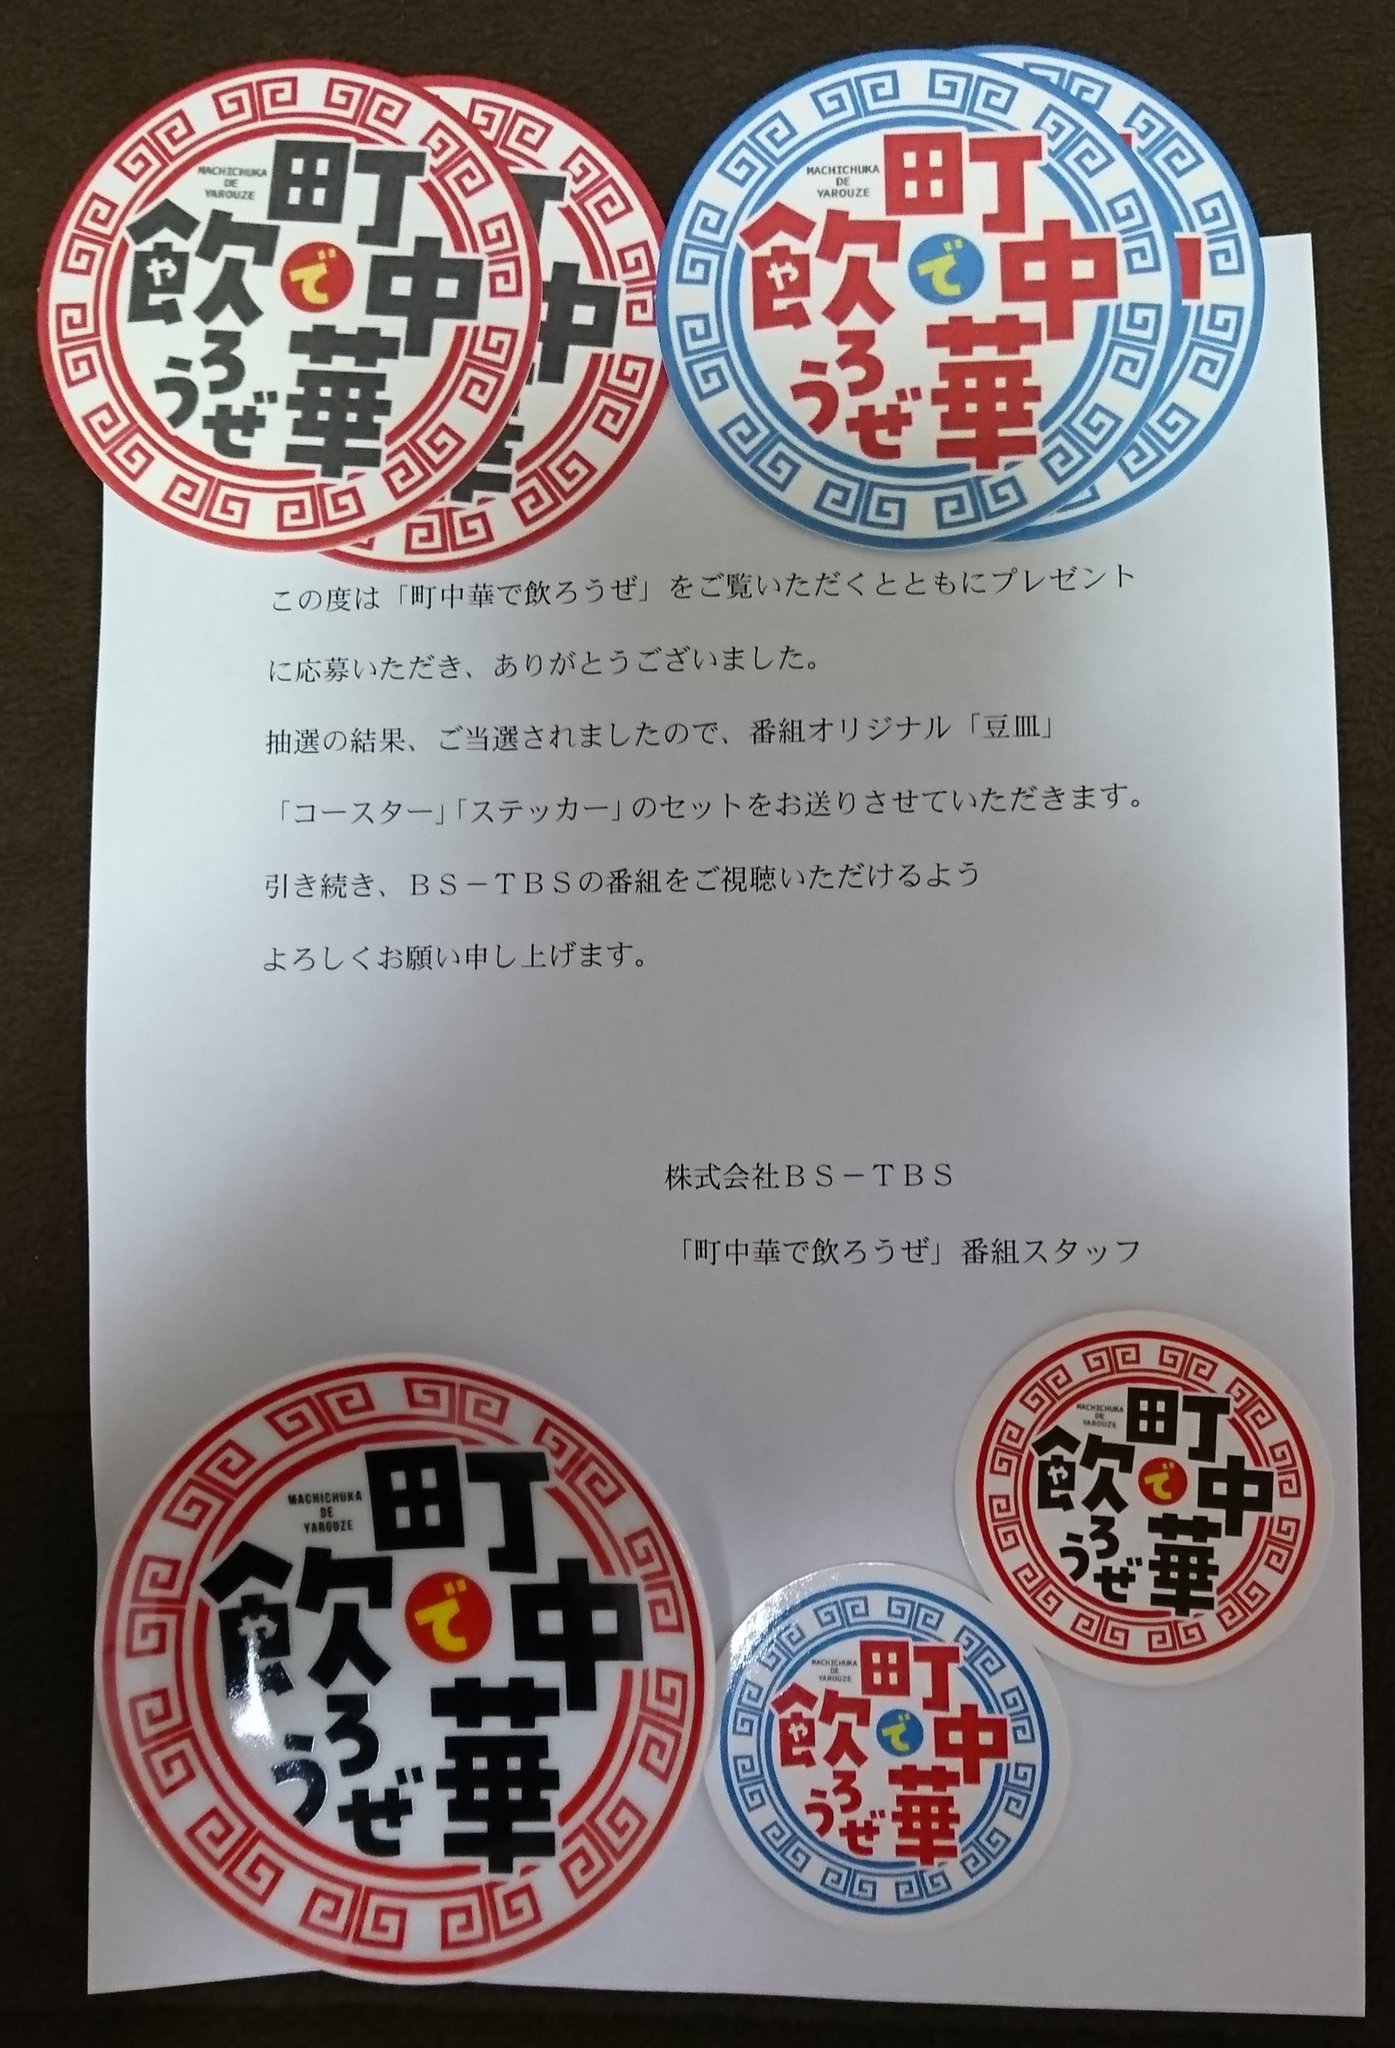 MACHICHUKA
DE
YAROUZE
町中華で飲ろうぜ
や
中
MACHICHUKA
DE
YAROUZE
町中華で飲ろうぜ
や
この度は「町中華で飲ろうぜ」をご覧いただくとともにプレゼント
に応募いただき、ありがとうございました。
抽選の結果、ご当選されましたので、番組オリジナル「豆皿」
「コースター」「ステッカー」のセットをお送りさせていただきます。
引き続き、ＢＳ－ＴＢＳの番組をご視聴いただけるよう
よろしくお願い申し上げます。
株式会社ＢＳ－ＴＢＳ
「町中華で飲ろうぜ」番組スタッフ
MACHICHUKA
DE
YAROUZE
町中華で飲ろうぜ
や
MACHICHUKA
DE
YAROUZE
町中華で飲ろうぜ
や
MACHICHUKA
DE
YAROUZE
町中華で飲ろうぜ
や